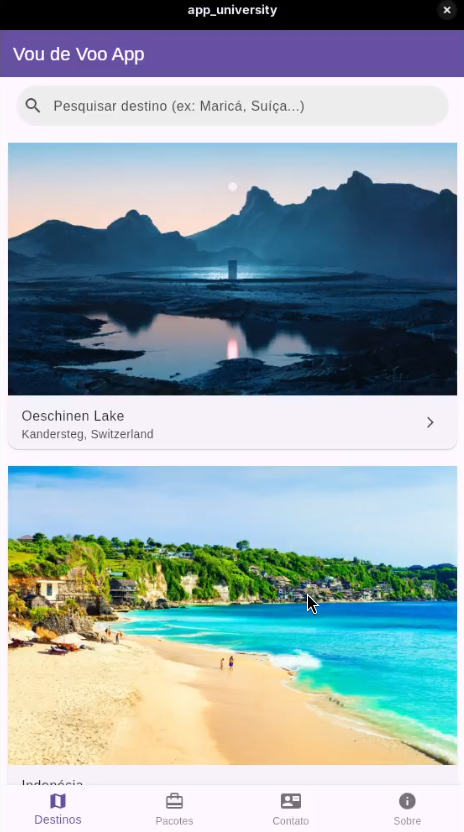 app_university
Vou de Voo App
Pesquisar destino (ex: Maricá, Suíça...)
Oeschinen Lake
Kandersteg, Switzerland
Indonésia
Destinos
Pacotes
Contato
Sobre